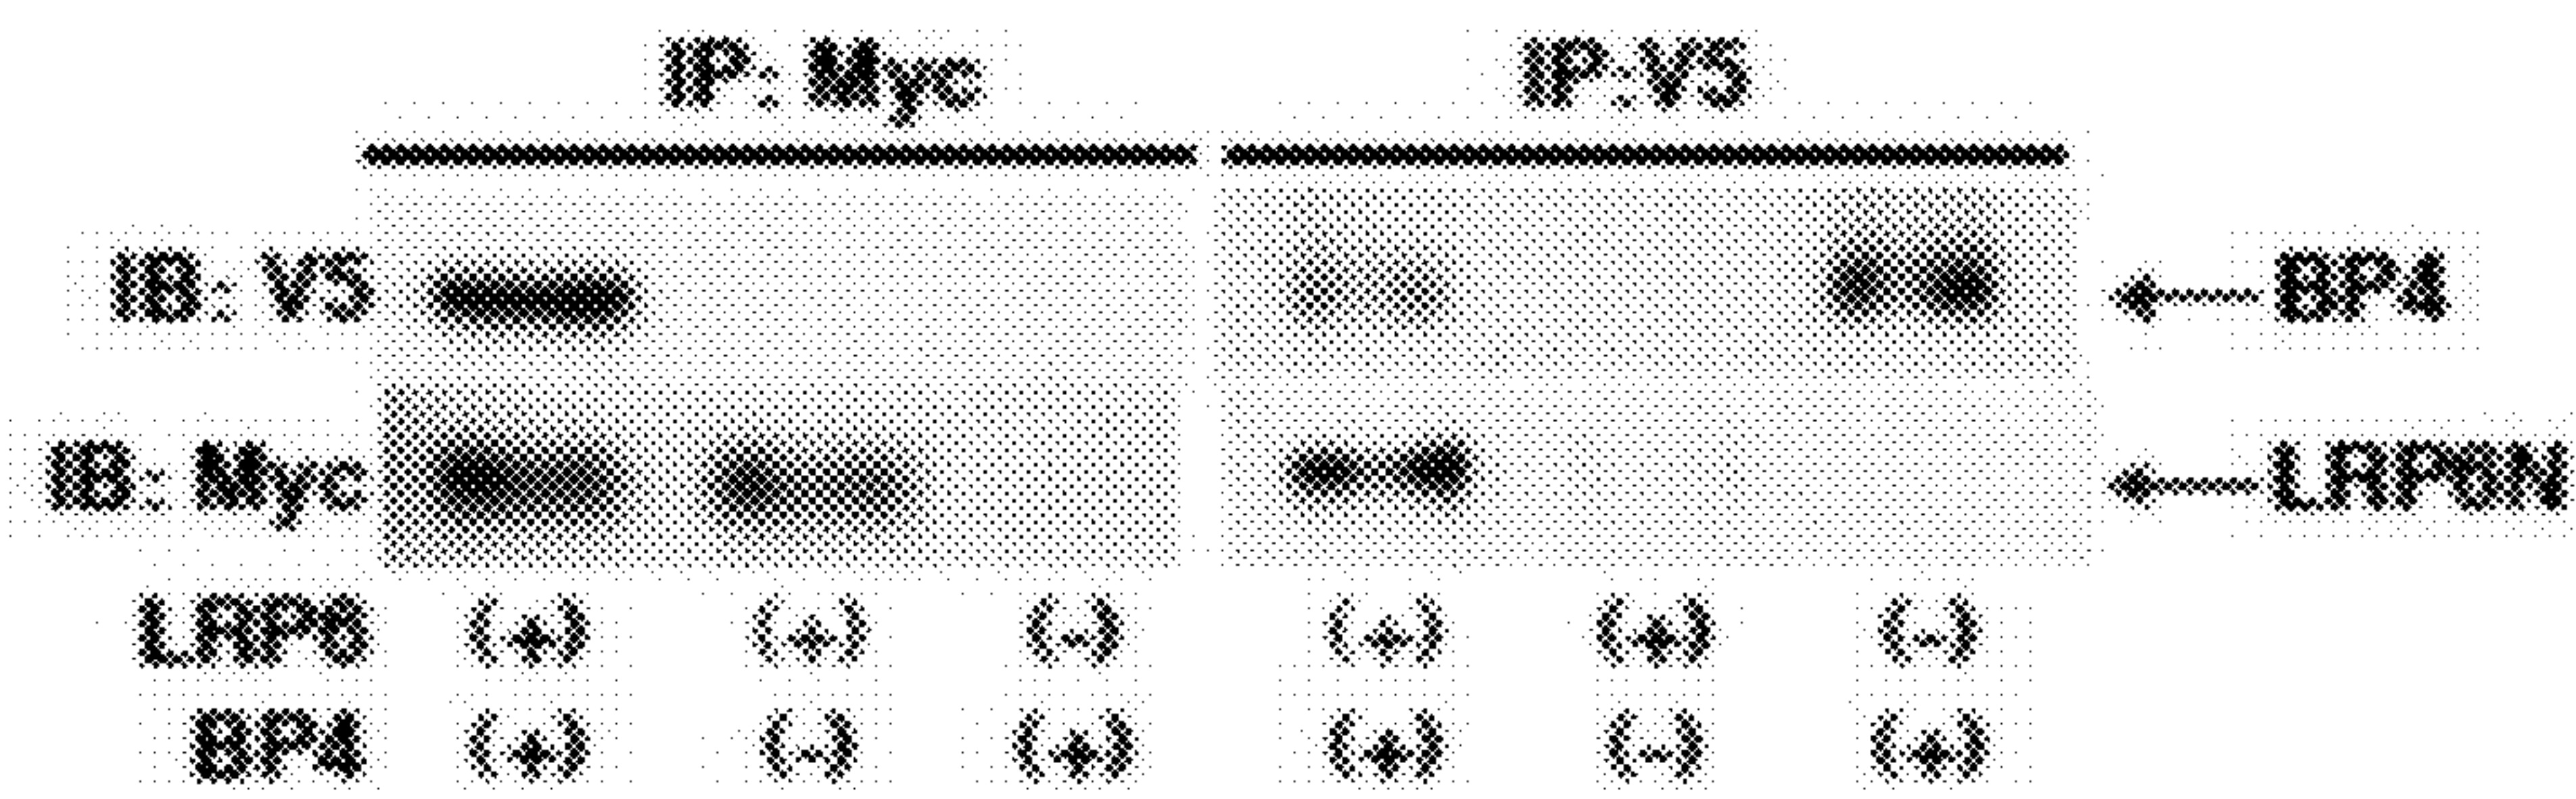 IP: Myc IP:V5
IB: V5 BP4
IB: Myc LRP6N
LRP6 (+) (+) (-) (+) (+) (-)
BP4 (+) (-) (+) (+) (-) (+)